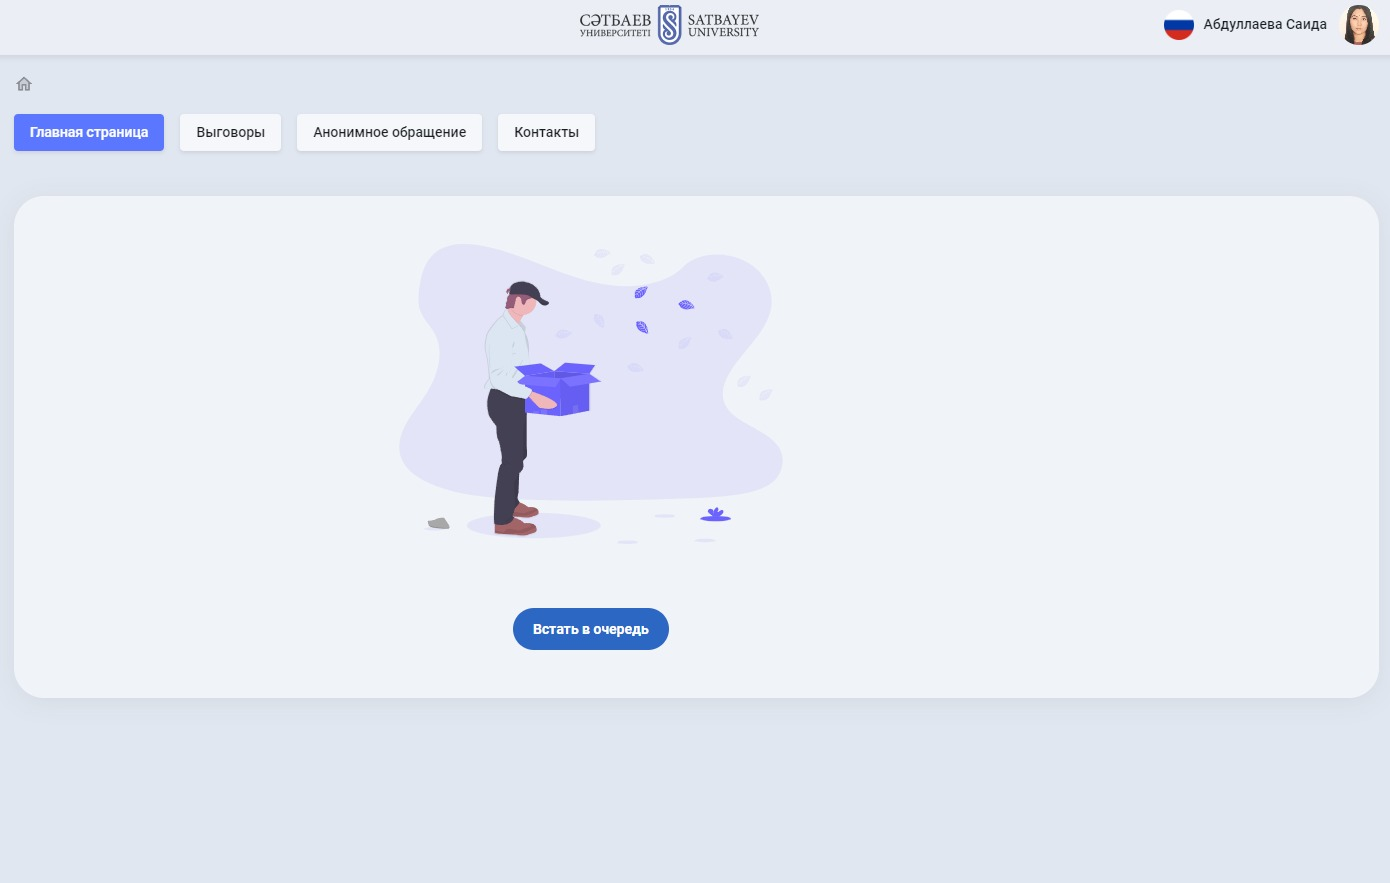 СӘТБАЕВ
УНИВЕРСИТЕТІ
SATBAYEV
UNIVERSITY
Абдуллаева Саида
Главная страница
Выговоры
Анонимное обращение
Контакты
Встать в очередь